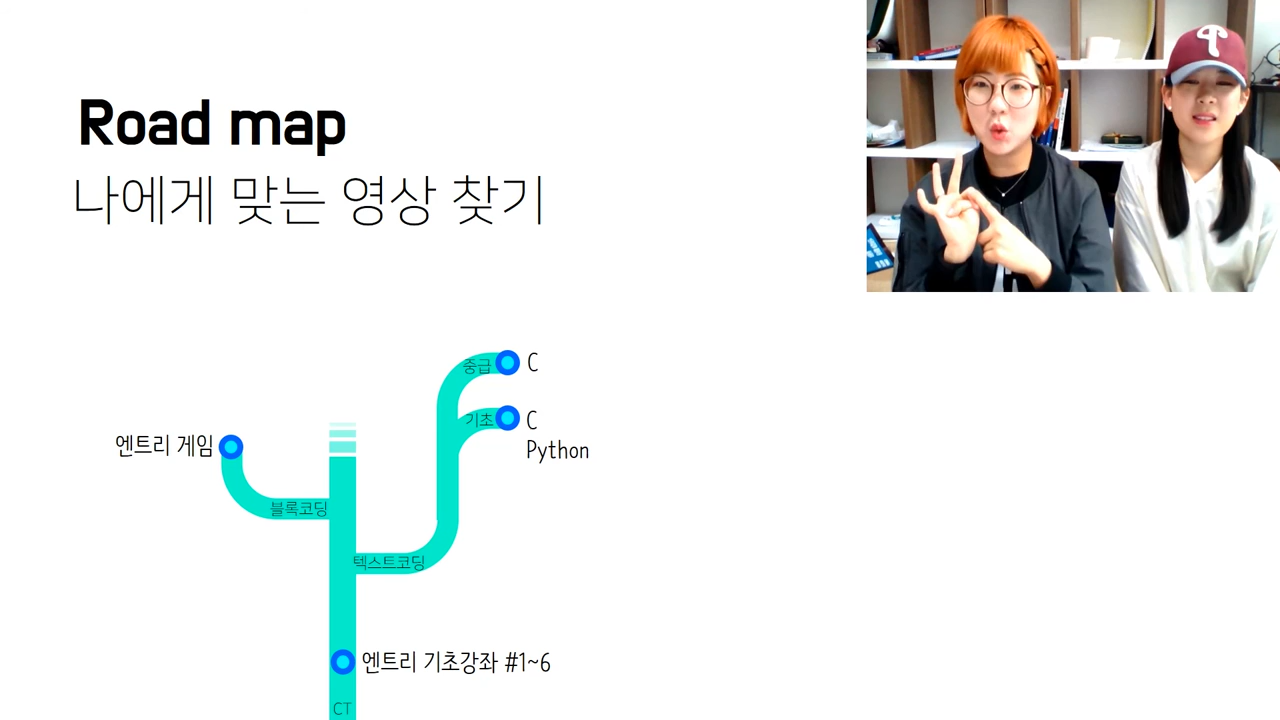 Road map
나에게 맞는 영상 찾기
중급
C
기초
C
Python
엔트리 게임
블록코딩
텍스트코딩
엔트리 기초강좌 #1~6
CT
P